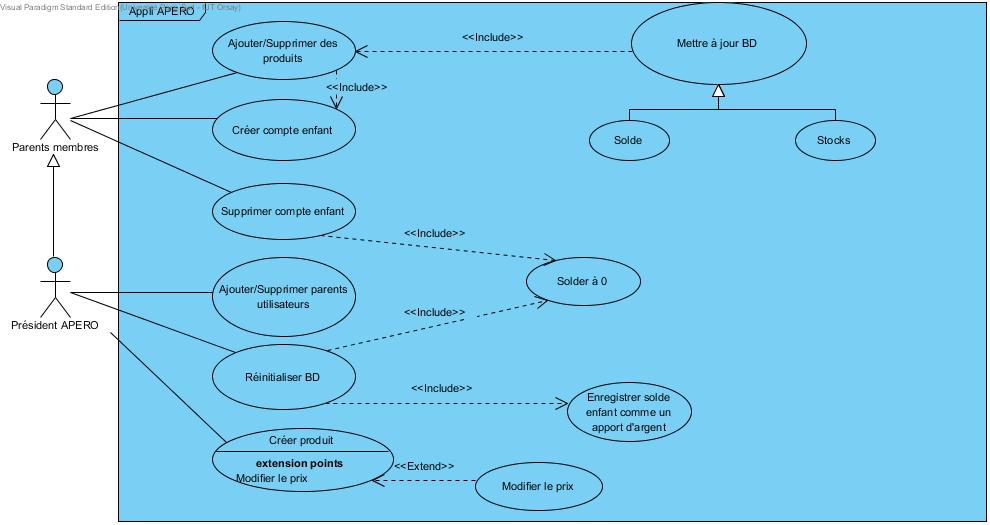 Visual Paradigm Standard Edition(Université Paris Sud - IUT Orsay)
Appli APERO
Ajouter/Supprimer des
produits
<<Include>>
Mettre à jour BD
<<Include>>
Créer compte enfant
Solde
Stocks
Parents membres
Supprimer compte enfant
<<Include>>
Solder à 0
Ajouter/Supprimer parents
utilisateurs
<<Include>>
Président APERO
Réinitialiser BD
<<Include>>
Enregistrer solde
enfant comme un
apport d'argent
Créer produit
extension points
Modifier le prix
<<Extend>>
Modifier le prix